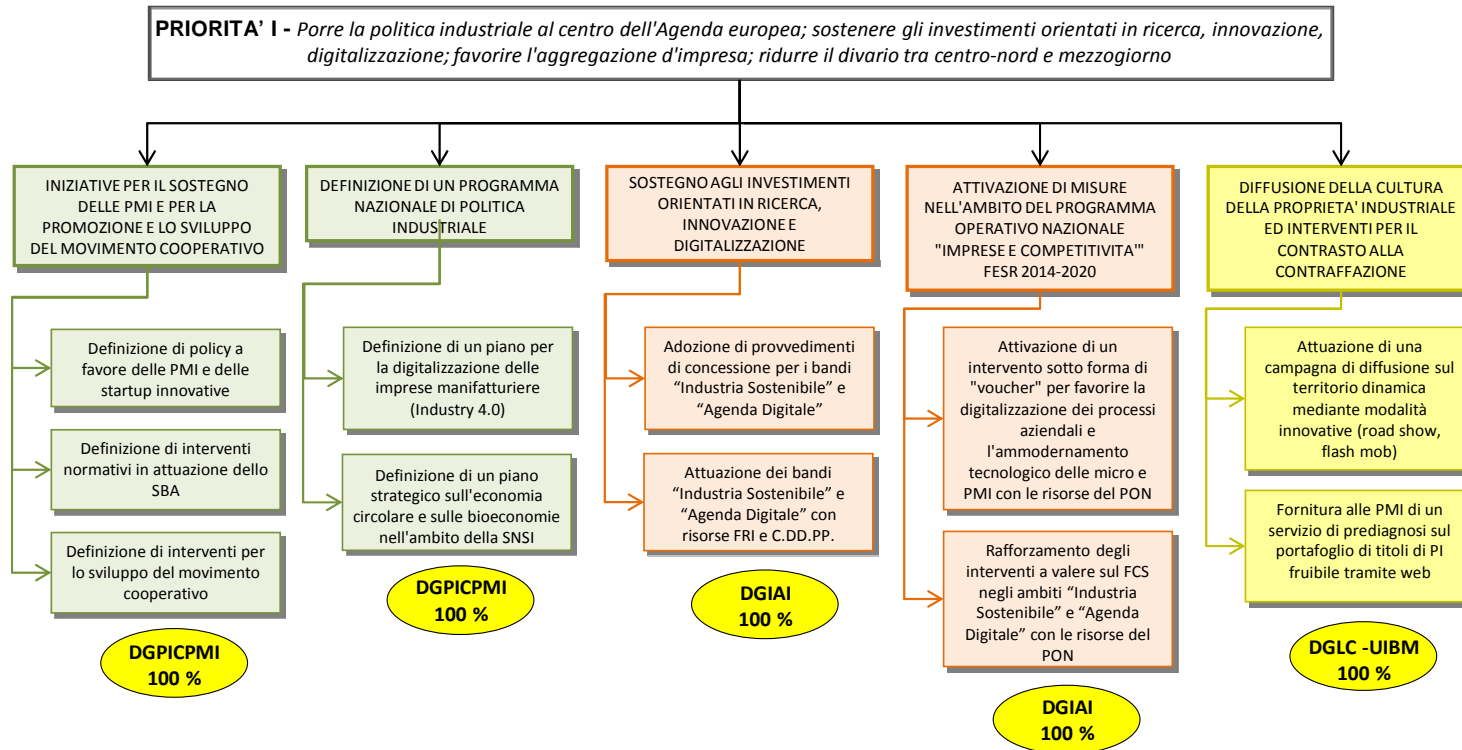 PRIORITA' I - Porre la politica industriale al centro dell'Agenda europea; sostenere gli investimenti orientati in ricerca, innovazione,
digitalizzazione; favorire l'aggregazione d'impresa; ridurre il divario tra centro-nord e mezzogiorno
INIZIATIVE PER IL SOSTEGNO
DELLE PMI E PER LA
PROMOZIONE E LO SVILUPPO
DEL MOVIMENTO COOPERATIVO
Definizione di policy a
favore delle PMI e delle
startup innovative
Definizione di interventi
normativi in attuazione dello
SBA
Definizione di interventi per
lo sviluppo del movimento
cooperativo
DGPICPMI
100 %
DEFINIZIONE DI UN PROGRAMMA
NAZIONALE DI POLITICA
INDUSTRIALE
Definizione di un piano per
la digitalizzazione delle
imprese manifatturiere
(Industry 4.0)
Definizione di un piano
strategico sull'economia
circolare e sulle bioeconomie
nell'ambito della SNSI
DGPICPMI
100 %
SOSTEGNO AGLI INVESTIMENTI
ORIENTATI IN RICERCA,
INNOVAZIONE E
DIGITALIZZAZIONE
Adozione di provvedimenti
di concessione per i bandi
“Industria Sostenibile” e
“Agenda Digitale”
Attuazione dei bandi
“Industria Sostenibile” e
“Agenda Digitale” con
risorse FRI e C.DD.PP.
DGIAI
100 %
ATTIVAZIONE DI MISURE
NELL'AMBITO DEL PROGRAMMA
OPERATIVO NAZIONALE
"IMPRESE E COMPETITIVITA'"
FESR 2014-2020
Attivazione di un
intervento sotto forma di
"voucher" per favorire la
digitalizzazione dei processi
aziendali e
l'ammodernamento
tecnologico delle micro e
PMI con le risorse del PON
Rafforzamento degli
interventi a valere sul FCS
negli ambiti “Industria
Sostenibile” e “Agenda
Digitale” con le risorse del
PON
DGIAI
100 %
DIFFUSIONE DELLA CULTURA
DELLA PROPRIETA' INDUSTRIALE
ED INTERVENTI PER IL
CONTRASTO ALLA
CONTRAFFAZIONE
Attuazione di una
campagna di diffusione sul
territorio dinamica
mediante modalità
innovative (road show,
flash mob)
Fornitura alle PMI di un
servizio di prediagnosi sul
portafoglio di titoli di PI
fruibile tramite web
DGLC -UIBM
100 %